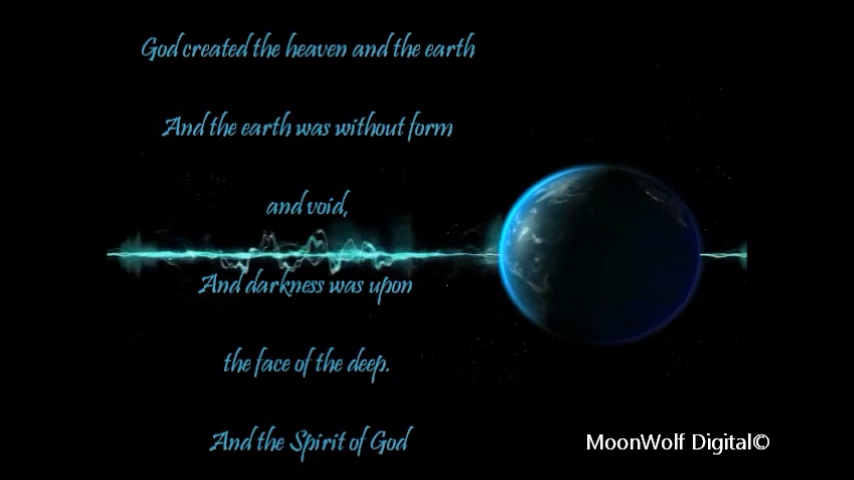 God created the heaven and the earth
And the earth was without form
and void,
And darkness was upon
the face of the deep.
And the Spirit of God
MoonWolf Digital©